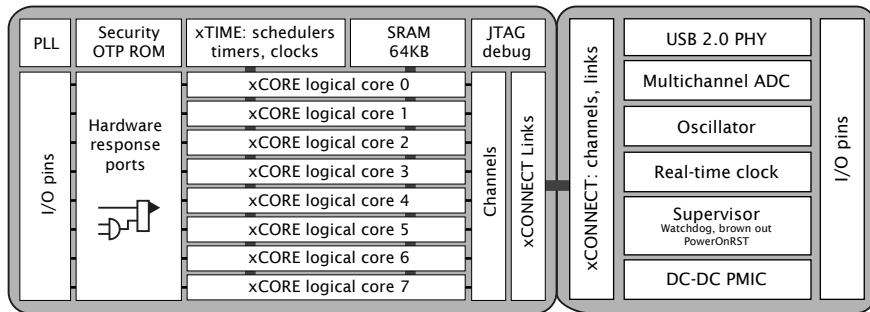 PLL
Security
OTP ROM
xTIME: schedulers
timers, clocks
SRAM
64KB
JTAG
debug
I/O pins
Hardware
response
ports
xCORE logical core 0
xCORE logical core 1
xCORE logical core 2
xCORE logical core 3
xCORE logical core 4
xCORE logical core 5
xCORE logical core 6
xCORE logical core 7
Channels
xCONNECT Links
xCONNECT: channels, links
USB 2.0 PHY
Multichannel ADC
Oscillator
Real-time clock
Supervisor
Watchdog, brown out
PowerOnRST
DC-DC PMIC
I/O pins